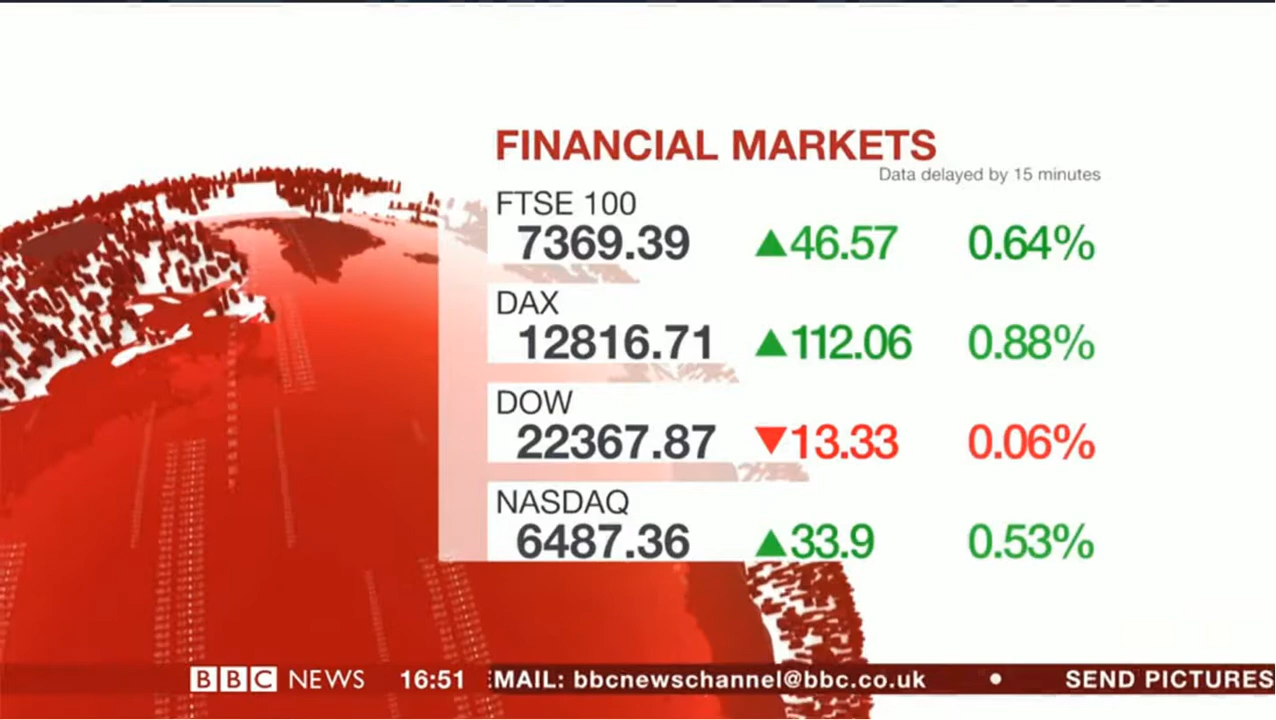 FINANCIAL MARKETS
Data delayed by 15 minutes
FTSE 100
7369.39 ▲46.57 0.64%
DAX
12816.71 ▲112.06 0.88%
DOW
22367.87 ▼13.33 0.06%
NASDAQ
6487.36 ▲33.9 0.53%
BBC NEWS 16:51 MAIL: bbcnewschannel@bbc.co.uk • SEND PICTURES